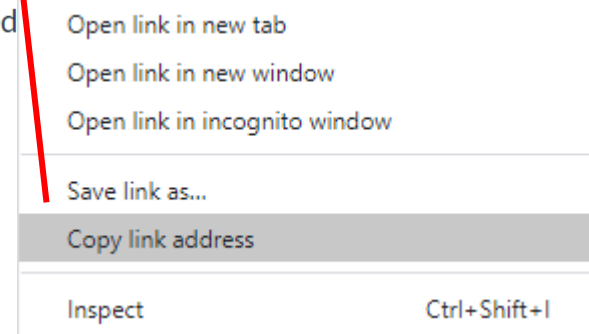 d
Open link in new tab
Open link in new window
Open link in incognito window
Save link as...
Copy link address
Inspect Ctrl+Shift+I